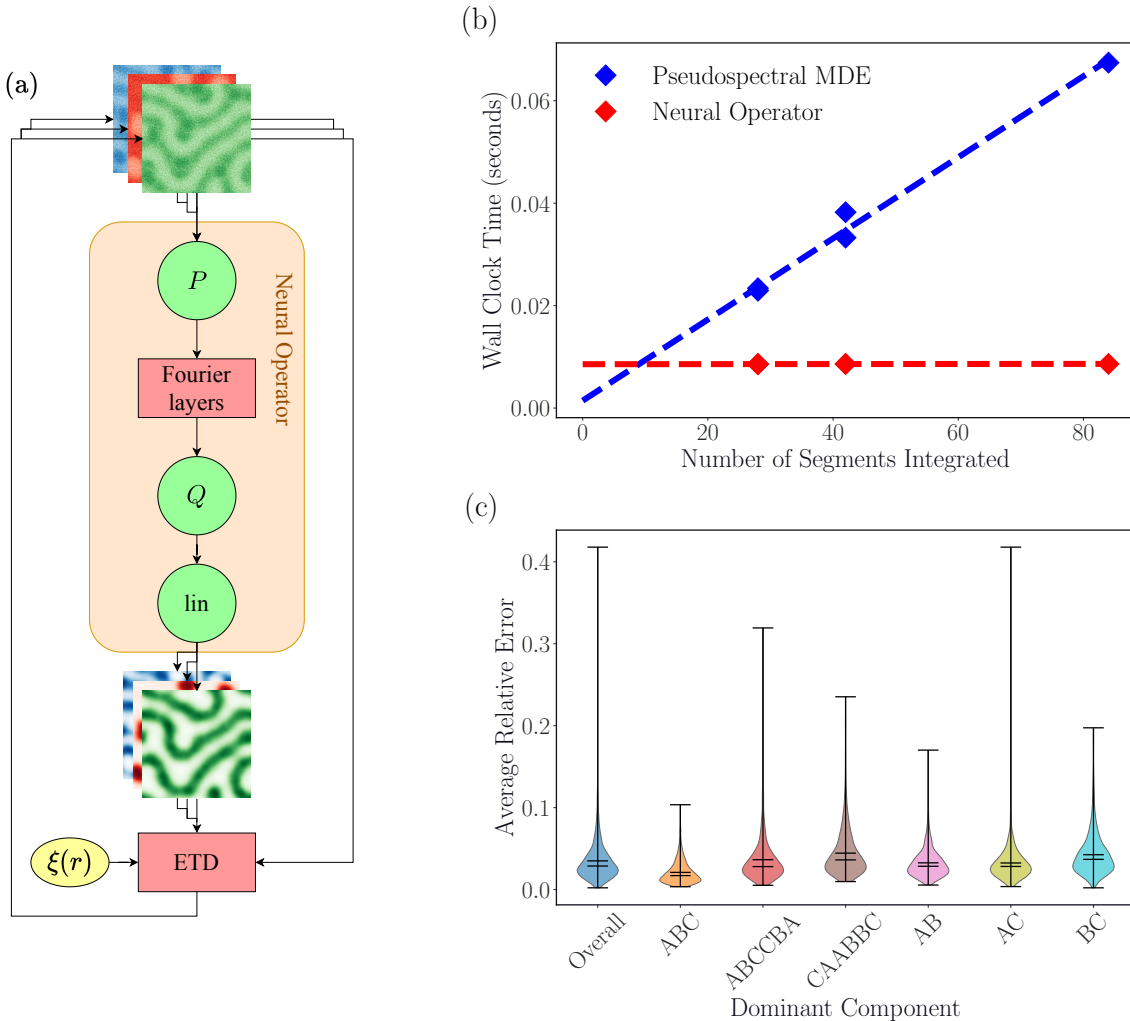 (a)
P
Fourier
layers
Q
lin
Neural Operator
ξ(r)
ETD
(b)
Pseudospectral MDE
Neural Operator
Wall Clock Time (seconds)
0.06
0.04
0.02
0.00
0
20
40
60
80
Number of Segments Integrated
(c)
Average Relative Error
0.4
0.3
0.2
0.1
0.0
Overall
ABC
ABCCBA
CAABBC
AB
AC
BC
Dominant Component